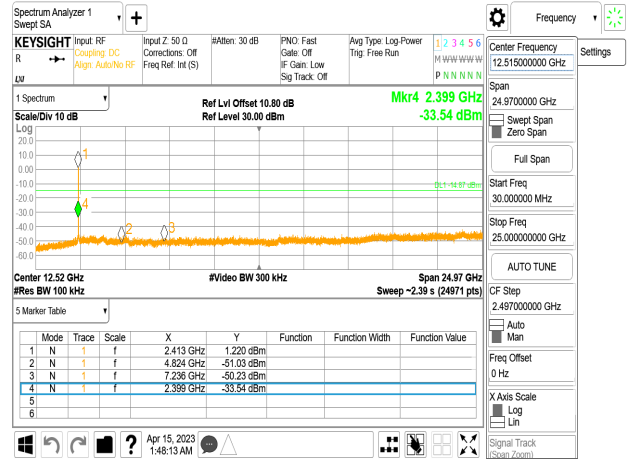 Spectrum Analyzer 1
Swept SA
KEYSIGHT
R
Input: RF
Coupling: DC
Align: Auto/No RF
Input Z: 50 Ω
Corrections: Off
Freq Ref: Int (S)
#Atten: 30 dB
PNO: Fast
Gate: Off
IF Gain: Low
Sig Track: Off
Avg Type: Log-Power
Trig: Free Run
1 2 3 4 5 6
M W W W W W
P N N N N N
1 Spectrum
Scale/Div 10 dB
Ref Lvl Offset 10.80 dB
Ref Level 30.00 dBm
Mkr4 2.399 GHz
-33.54 dBm
Log
20.0
10.0
0.00
-10.0
-20.0
-30.0
-40.0
-50.0
-60.0
1
4
2
3
DL1 -14.67 dBm
Center 12.52 GHz
#Res BW 100 kHz
#Video BW 300 kHz
Span 24.97 GHz
Sweep ~2.39 s (24971 pts)
5 Marker Table
Mode Trace Scale X Y Function Function Width Function Value
1 N 1 f 2.413 GHz 1.220 dBm
2 N 1 f 4.824 GHz -51.03 dBm
3 N 1 f 7.236 GHz -50.23 dBm
4 N 1 f 2.399 GHz -33.54 dBm
5
6
Apr 15, 2023
1:48:13 AM
Frequency
Settings
Center Frequency
12.515000000 GHz
Span
24.9700000 GHz
Swept Span
Zero Span
Full Span
Start Freq
30.000000 MHz
Stop Freq
25.000000000 GHz
AUTO TUNE
CF Step
2.497000000 GHz
Auto
Man
Freq Offset
0 Hz
X Axis Scale
Log
Lin
Signal Track
(Span Zoom)